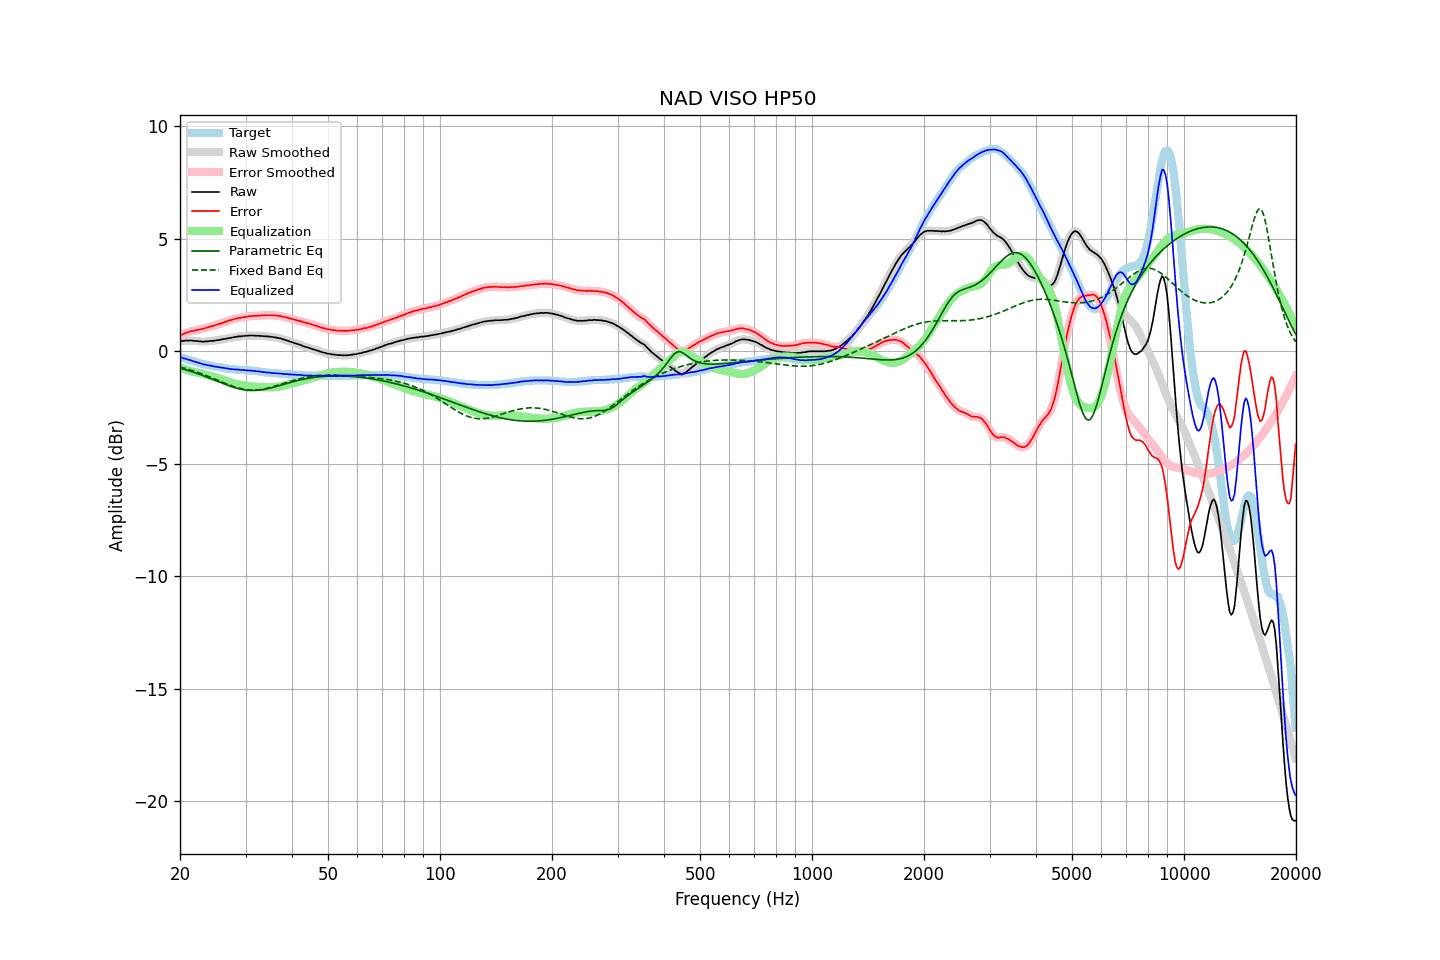 NAD VISO HP50
Target
Raw Smoothed
Error Smoothed
Raw
Error
Equalization
Parametric Eq
Fixed Band Eq
Equalized
Amplitude (dBr)
10
5
0
−5
−10
−15
−20
20
50
100
200
500
1000
2000
5000
10000
20000
Frequency (Hz)